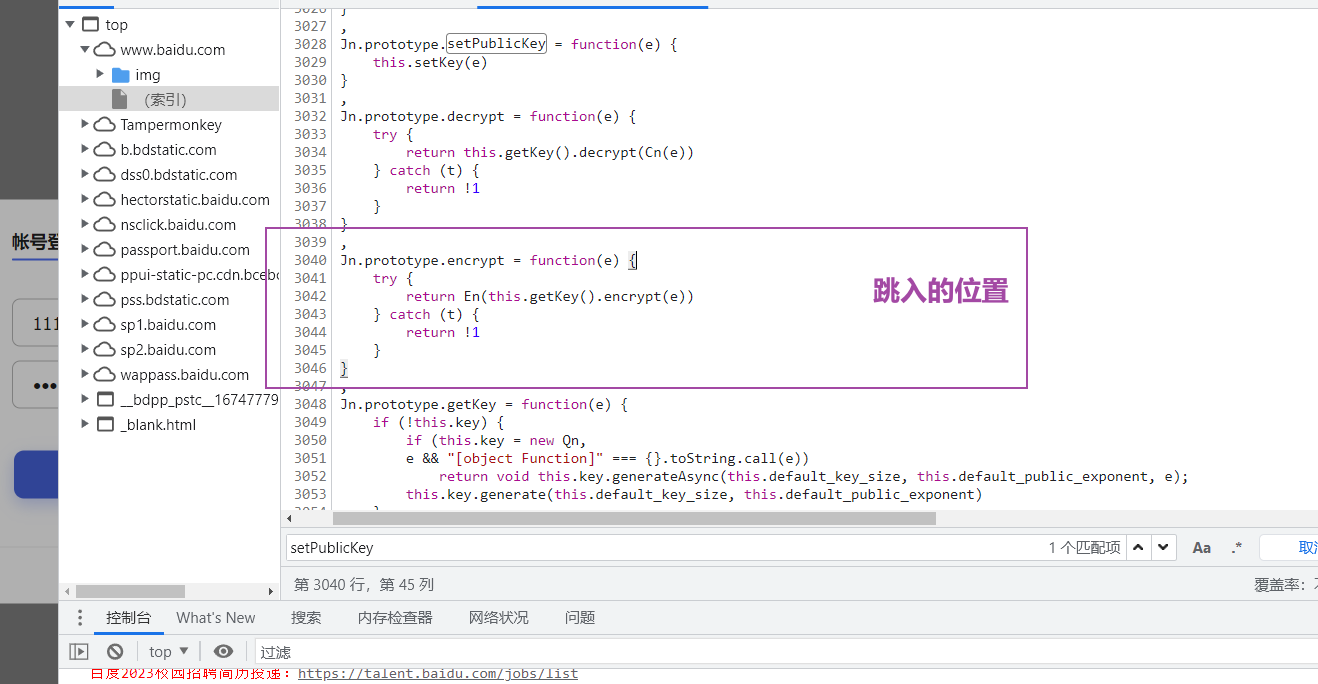 帐号登
111
•••
top
www.baidu.com
img
(索引)
Tampermonkey
b.bdstatic.com
dss0.bdstatic.com
hectorstatic.baidu.com
nsclick.baidu.com
passport.baidu.com
ppui-static-pc.cdn.bcebo
pss.bdstatic.com
sp1.baidu.com
sp2.baidu.com
wappass.baidu.com
__bdpp_pstc__16747779
_blank.html
3026 }
3027 ,
3028 Jn.prototype.setPublicKey = function(e) {
3029 this.setKey(e)
3030 }
3031 ,
3032 Jn.prototype.decrypt = function(e) {
3033 try {
3034 return this.getKey().decrypt(Cn(e))
3035 } catch (t) {
3036 return !1
3037 }
3038 }
3039 ,
3040 Jn.prototype.encrypt = function(e) {
3041 try {
3042 return En(this.getKey().encrypt(e))
3043 } catch (t) {
3044 return !1
3045 }
3046 }
3047 ,
跳入的位置
3048 Jn.prototype.getKey = function(e) {
3049 if (!this.key) {
3050 if (this.key = new Qn,
3051 e && "[object Function]" === {}.toString.call(e))
3052 return void this.key.generateAsync(this.default_key_size, this.default_public_exponent, e);
3053 this.key.generate(this.default_key_size, this.default_public_exponent)
3054 }
setPublicKey 1 个匹配项 Aa .* 取消
第 3040 行，第 45 列 覆盖率：不
控制台 What's New 搜索 内存检查器 网络状况 问题
top 过滤
百度2023校园招聘简历投递：https://talent.baidu.com/jobs/list